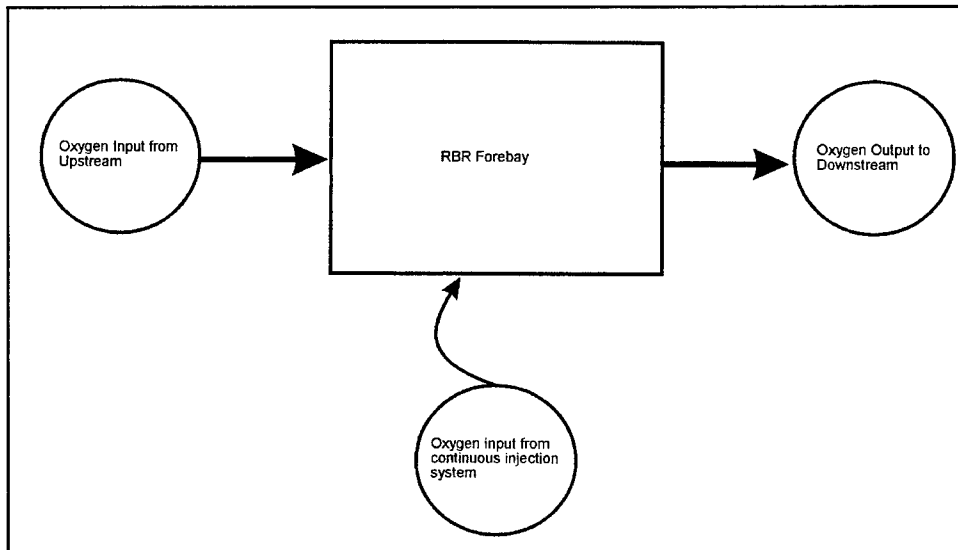 Oxygen Input from
Upstream
RBR Forebay
Oxygen Output to
Downstream
Oxygen input from
continuous injection
system